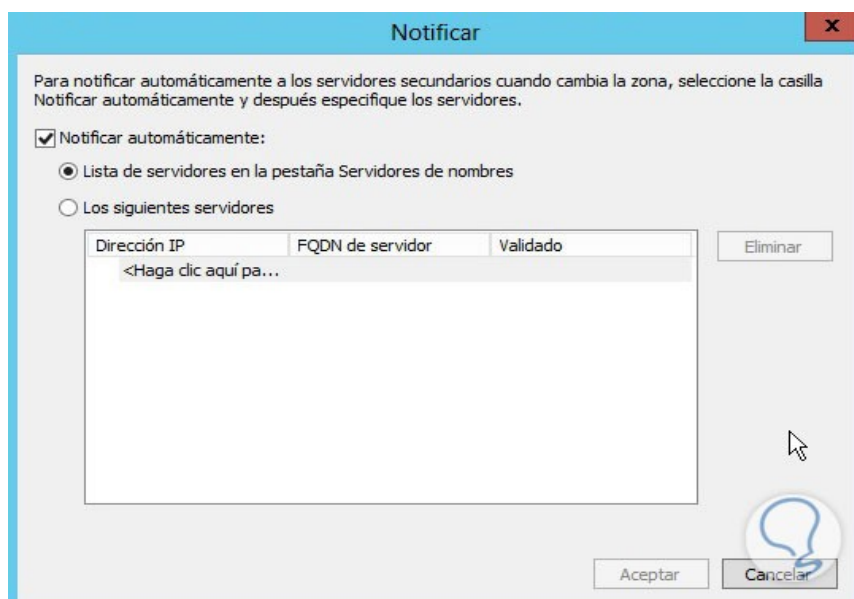 Notificar
x
Para notificar automáticamente a los servidores secundarios cuando cambia la zona, seleccione la casilla
Notificar automáticamente y después especifique los servidores.
Notificar automáticamente:
Lista de servidores en la pestaña Servidores de nombres
Los siguientes servidores
Dirección IP FQDN de servidor Validado Eliminar
<Haga clic aquí pa...
Aceptar Cancelar